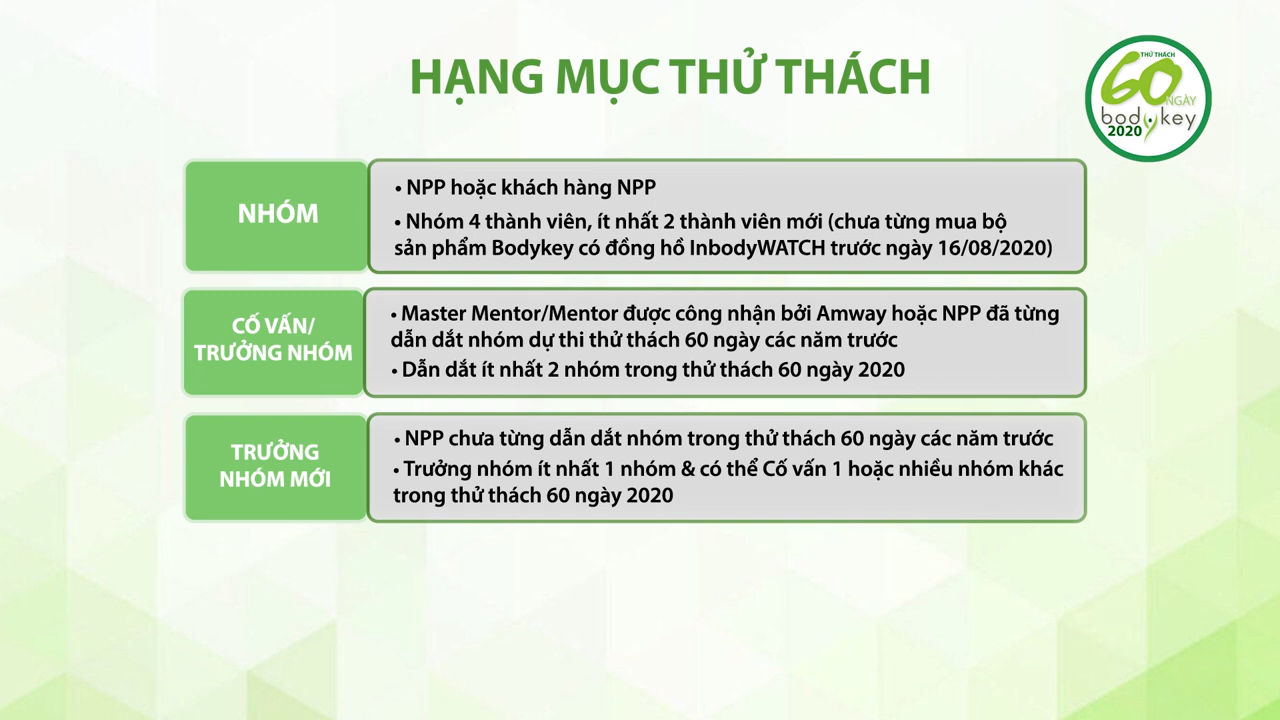 HẠNG MỤC THỬ THÁCH
THỬ THÁCH
60
NGÀY
bodykey
2020
NHÓM
• NPP hoặc khách hàng NPP
• Nhóm 4 thành viên, ít nhất 2 thành viên mới (chưa từng mua bộ
sản phẩm Bodykey có đồng hồ InbodyWATCH trước ngày 16/08/2020)
CỐ VẤN/
TRƯỞNG NHÓM
• Master Mentor/Mentor được công nhận bởi Amway hoặc NPP đã từng
dẫn dắt nhóm dự thi thử thách 60 ngày các năm trước
• Dẫn dắt ít nhất 2 nhóm trong thử thách 60 ngày 2020
TRƯỞNG
NHÓM MỚI
• NPP chưa từng dẫn dắt nhóm trong thử thách 60 ngày các năm trước
• Trưởng nhóm ít nhất 1 nhóm & có thể Cố vấn 1 hoặc nhiều nhóm khác
trong thử thách 60 ngày 2020